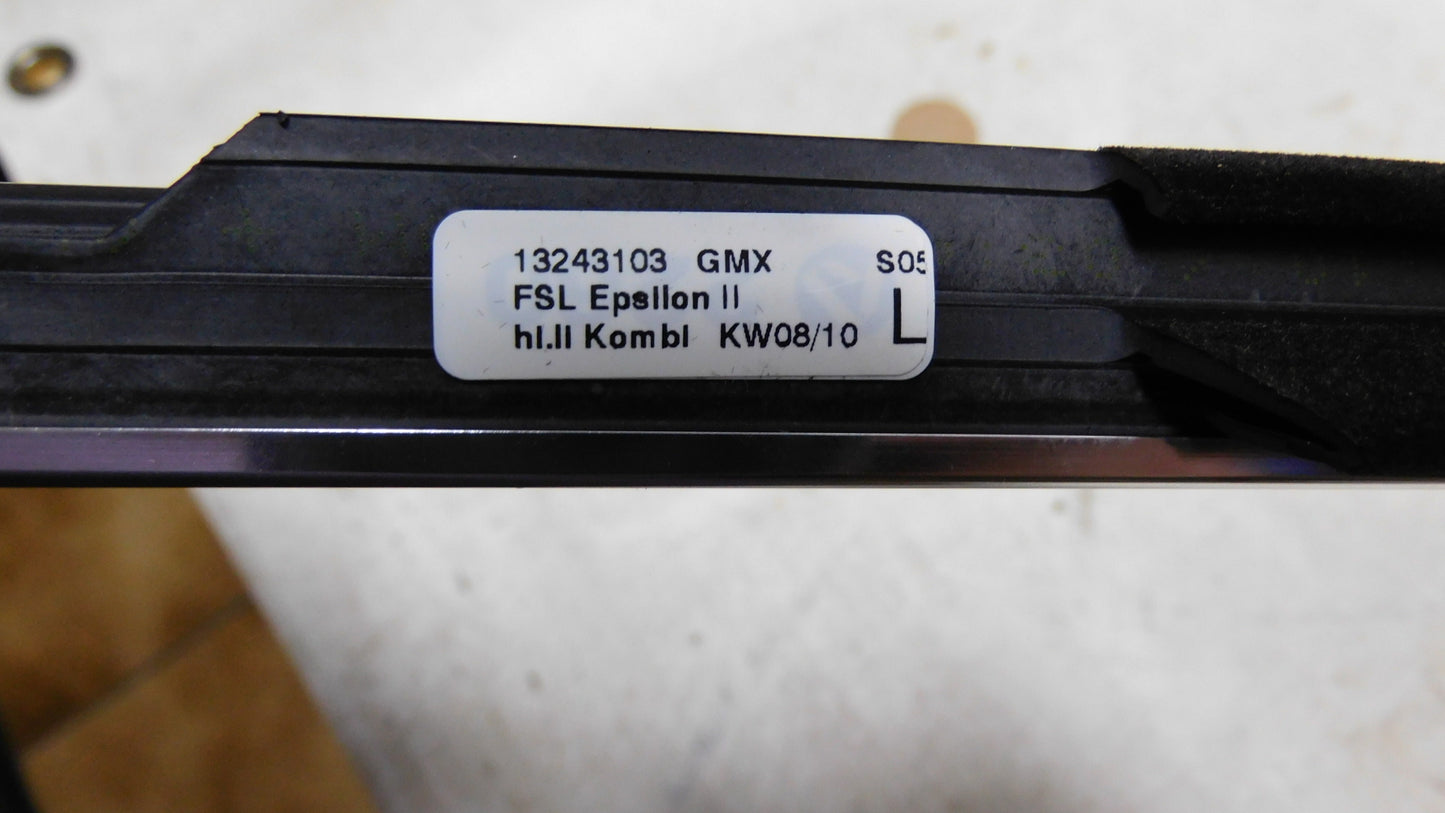 13243103 GMX S05
FSL Epsilon II
hl.li Kombi KW08/10 L